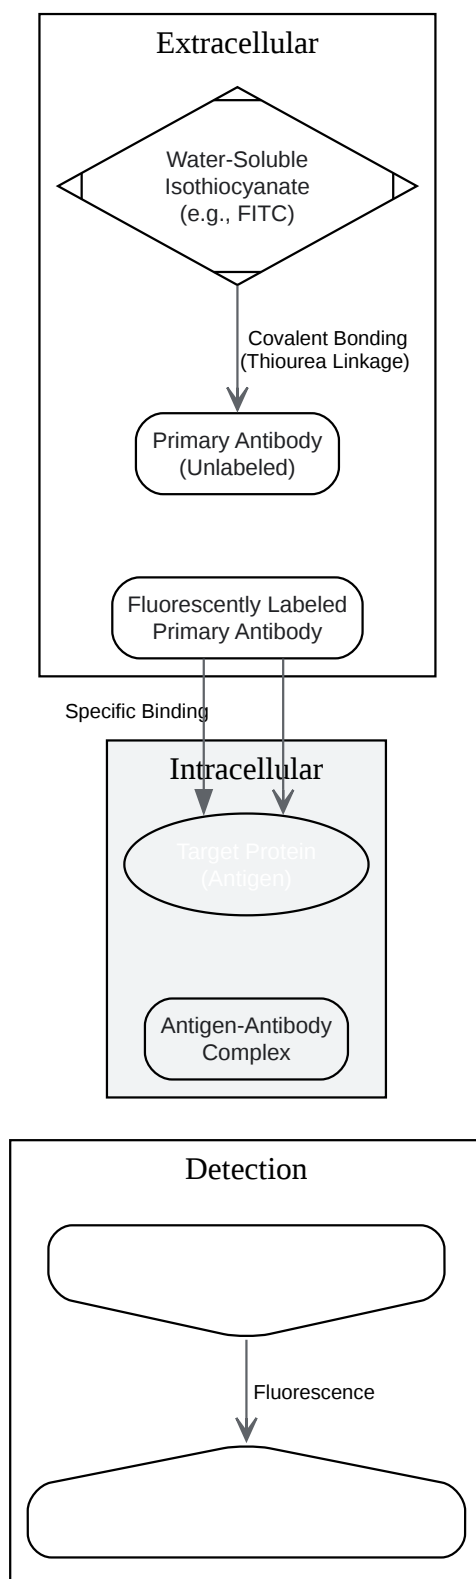 Extracellular
Water-Soluble
Isothiocyanate
(e.g., FITC)
Covalent Bonding
(Thiourea Linkage)
Primary Antibody
(Unlabeled)
Fluorescently Labeled
Primary Antibody
Specific Binding
Intracellular
Target Protein
(Antigen)
Antigen-Antibody
Complex
Detection
Fluorescence